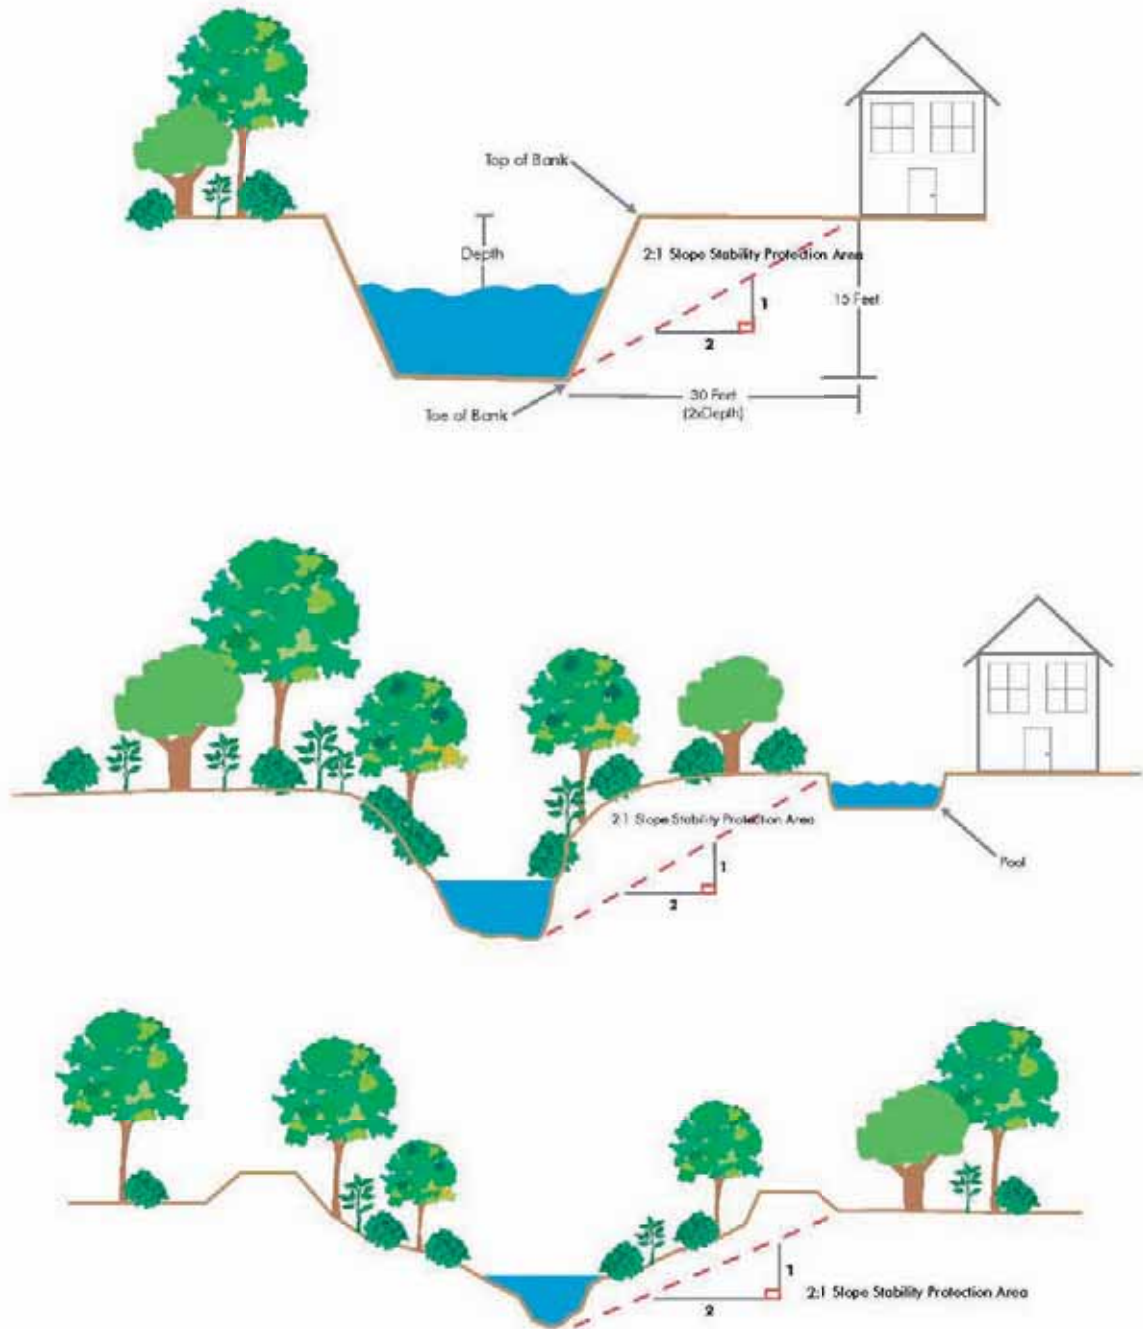 Top of Bank
Depth
2:1 Slope Stability Protection Area
1
2
15 Feet
30 Feet
(2xDepth)
Toe of Bank
2:1 Slope Stability Protection Area
1
2
Pool
1
2
2:1 Slope Stability Protection Area